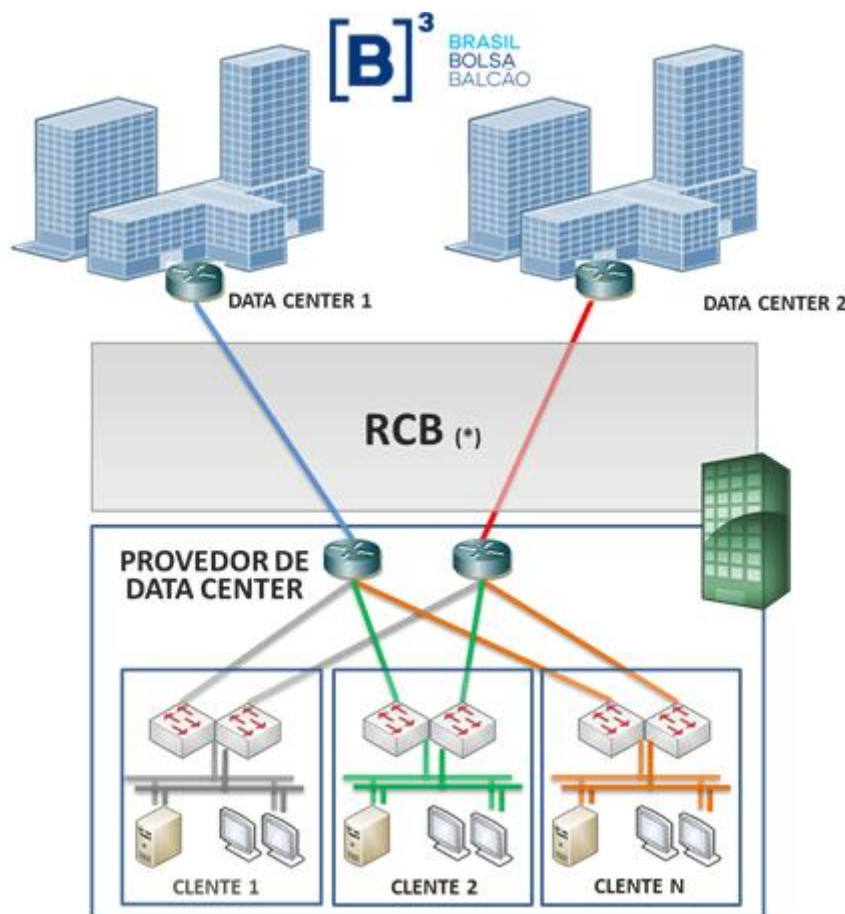 [B]³
BRASIL
BOLSA
BALCÃO
DATA CENTER 1
DATA CENTER 2
RCB (*)
PROVEDOR DE
DATA CENTER
CLENTE 1
CLENTE 2
CLENTE N